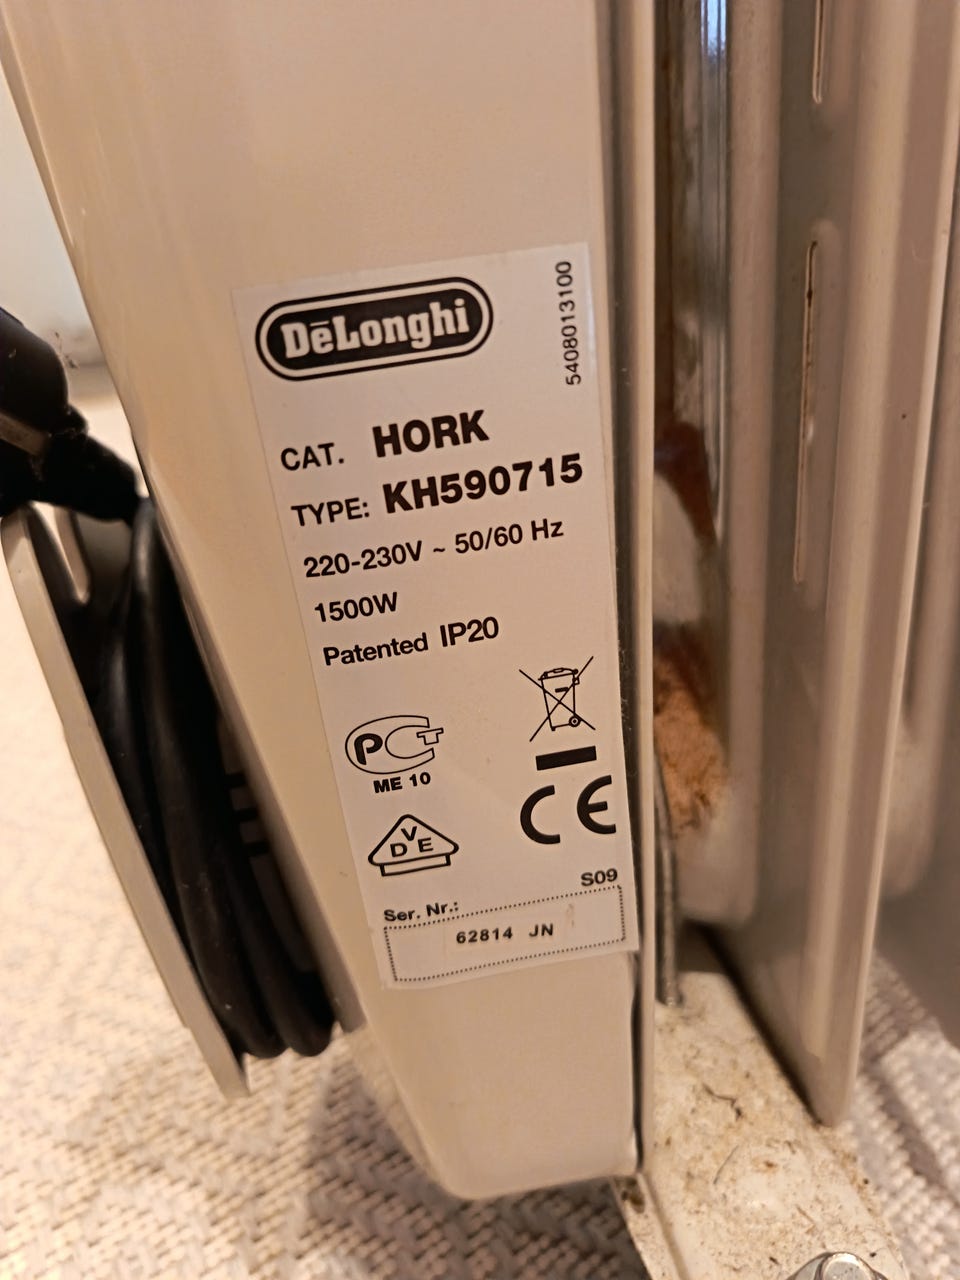 DēLonghi
5408013100
CAT. HORK
TYPE: KH590715
220-230V ~ 50/60 Hz
1500W
Patented IP20
PCT
ME 10
CE
DVE
S09
Ser. Nr.:
62814 JN